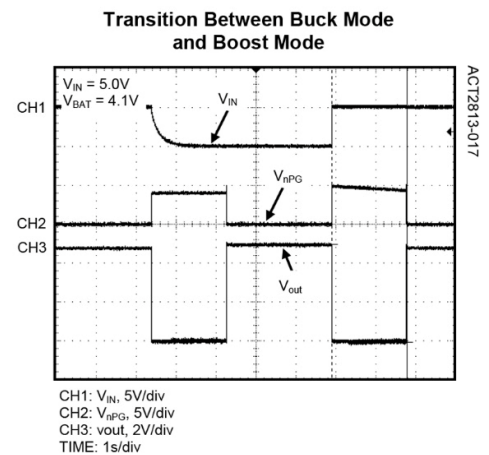 Transition Between Buck Mode
and Boost Mode
VIN = 5.0V
VBAT = 4.1V
VIN
CH1
ACT2813-017
VnPG
CH2
CH3
Vout
CH1: VIN, 5V/div
CH2: VnPG, 5V/div
CH3: vout, 2V/div
TIME: 1s/div